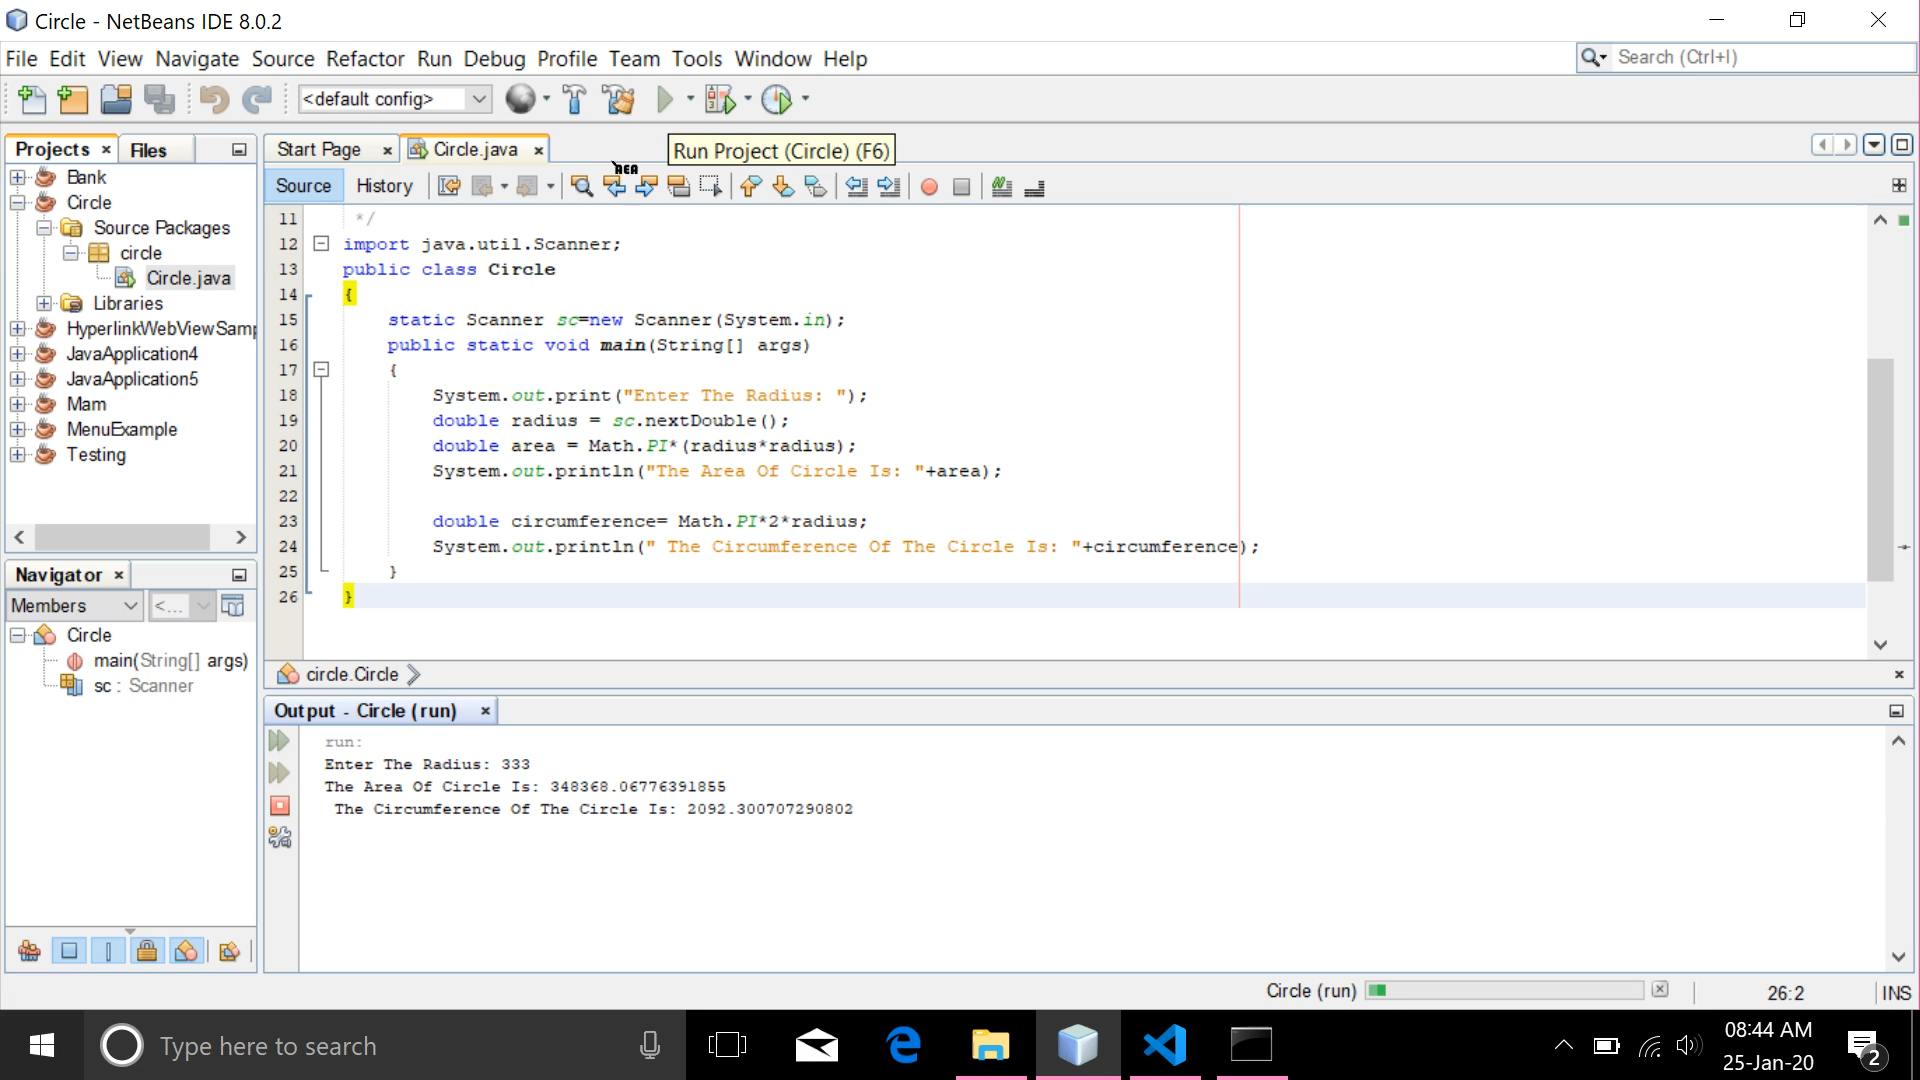 Circle - NetBeans IDE 8.0.2
File Edit View Navigate Source Refactor Run Debug Profile Team Tools Window Help
Search (Ctrl+I)
<default config>
Projects
Files
Start Page
Circle.java
Run Project (Circle) (F6)
AEA
Source
History
Bank
Circle
Source Packages
circle
Circle.java
Libraries
HyperlinkWebViewSam
JavaApplication4
JavaApplication5
Mam
MenuExample
Testing
11 */
12 import java.util.Scanner;
13 public class Circle
14 {
15 static Scanner sc=new Scanner(System.in);
16 public static void main(String[] args)
17 {
18 System.out.print("Enter The Radius: ");
19 double radius = sc.nextDouble();
20 double area = Math.PI*(radius*radius);
21 System.out.println("The Area Of Circle Is: "+area);
22
23 double circumference= Math.PI*2*radius;
24 System.out.println(" The Circumference Of The Circle Is: "+circumference);
25 }
26 }
Navigator
Members
<...
Circle
main(String[] args)
sc : Scanner
circle.Circle
Output - Circle (run)
run:
Enter The Radius: 333
The Area Of Circle Is: 348368.06776391855
The Circumference Of The Circle Is: 2092.300707290802
Circle (run)
26:2
INS
Type here to search
08:44 AM
25-Jan-20
2